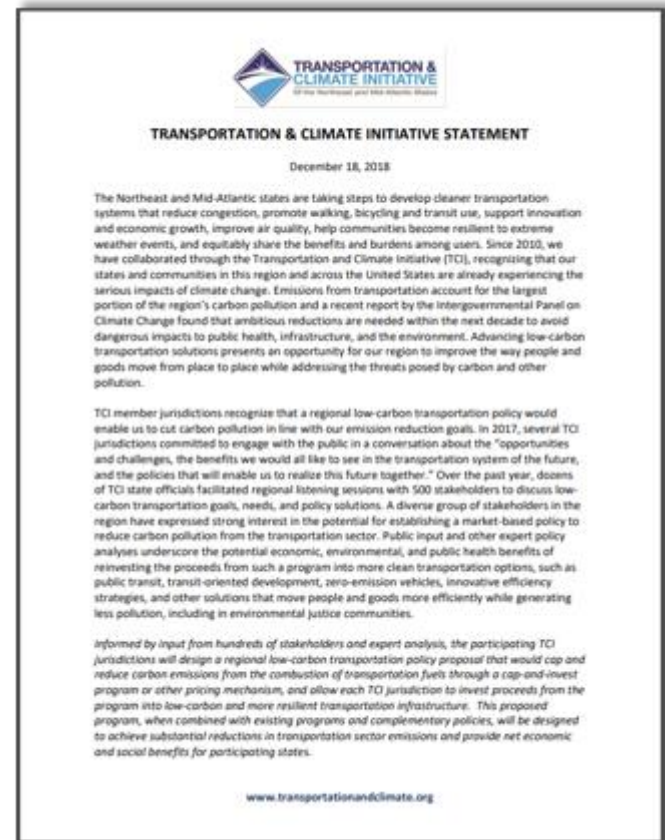 TRANSPORTATION &
CLIMATE INITIATIVE
Of the Northeast and Mid-Atlantic States
TRANSPORTATION & CLIMATE INITIATIVE STATEMENT
December 18, 2018
The Northeast and Mid-Atlantic states are taking steps to develop cleaner transportation
systems that reduce congestion, promote walking, bicycling and transit use, support innovation
and economic growth, improve air quality, help communities become resilient to extreme
weather events, and equitably share the benefits and burdens among users. Since 2010, we
have collaborated through the Transportation and Climate Initiative (TCI), recognizing that our
states and communities in this region and across the United States are already experiencing the
serious impacts of climate change. Emissions from transportation account for the largest
portion of the region's carbon pollution and a recent report by the Intergovernmental Panel on
Climate Change found that ambitious reductions are needed within the next decade to avoid
dangerous impacts to public health, infrastructure, and the environment. Advancing low-carbon
transportation solutions presents an opportunity for our region to improve the way people and
goods move from place to place while addressing the threats posed by carbon and other
pollution.
TCI member jurisdictions recognize that a regional low-carbon transportation policy would
enable us to cut carbon pollution in line with our emission reduction goals. In 2017, several TCI
jurisdictions committed to engage with the public in a conversation about the "opportunities
and challenges, the benefits we would all like to see in the transportation system of the future,
and the policies that will enable us to realize this future together." Over the past year, dozens
of TCI state officials facilitated regional listening sessions with 500 stakeholders to discuss low-
carbon transportation goals, needs, and policy solutions. A diverse group of stakeholders in the
region have expressed strong interest in the potential for establishing a market-based policy to
reduce carbon pollution from the transportation sector. Public input and other expert policy
analyses underscore the potential economic, environmental, and public health benefits of
reinvesting the proceeds from such a program into more clean transportation options, such as
public transit, transit-oriented development, zero-emission vehicles, innovative efficiency
strategies, and other solutions that move people and goods more efficiently while generating
less pollution, including in environmental justice communities.
Informed by input from hundreds of stakeholders and expert analysis, the participating TCI
jurisdictions will design a regional low-carbon transportation policy proposal that would cap and
reduce carbon emissions from the combustion of transportation fuels through a cap-and-invest
program or other pricing mechanism, and allow each TCI jurisdiction to invest proceeds from the
program into low-carbon and more resilient transportation infrastructure. This proposed
program, when combined with existing programs and complementary policies, will be designed
to achieve substantial reductions in transportation sector emissions and provide net economic
and social benefits for participating states.
www.transportationandclimate.org